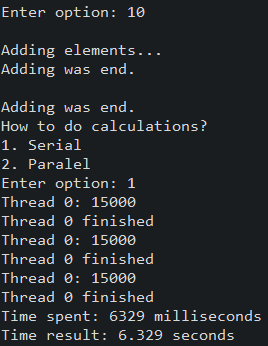 Enter option: 10
Adding elements...
Adding was end.
Adding was end.
How to do calculations?
1. Serial
2. Paralel
Enter option: 1
Thread 0: 15000
Thread 0 finished
Thread 0: 15000
Thread 0 finished
Thread 0: 15000
Thread 0 finished
Time spent: 6329 milliseconds
Time result: 6.329 seconds